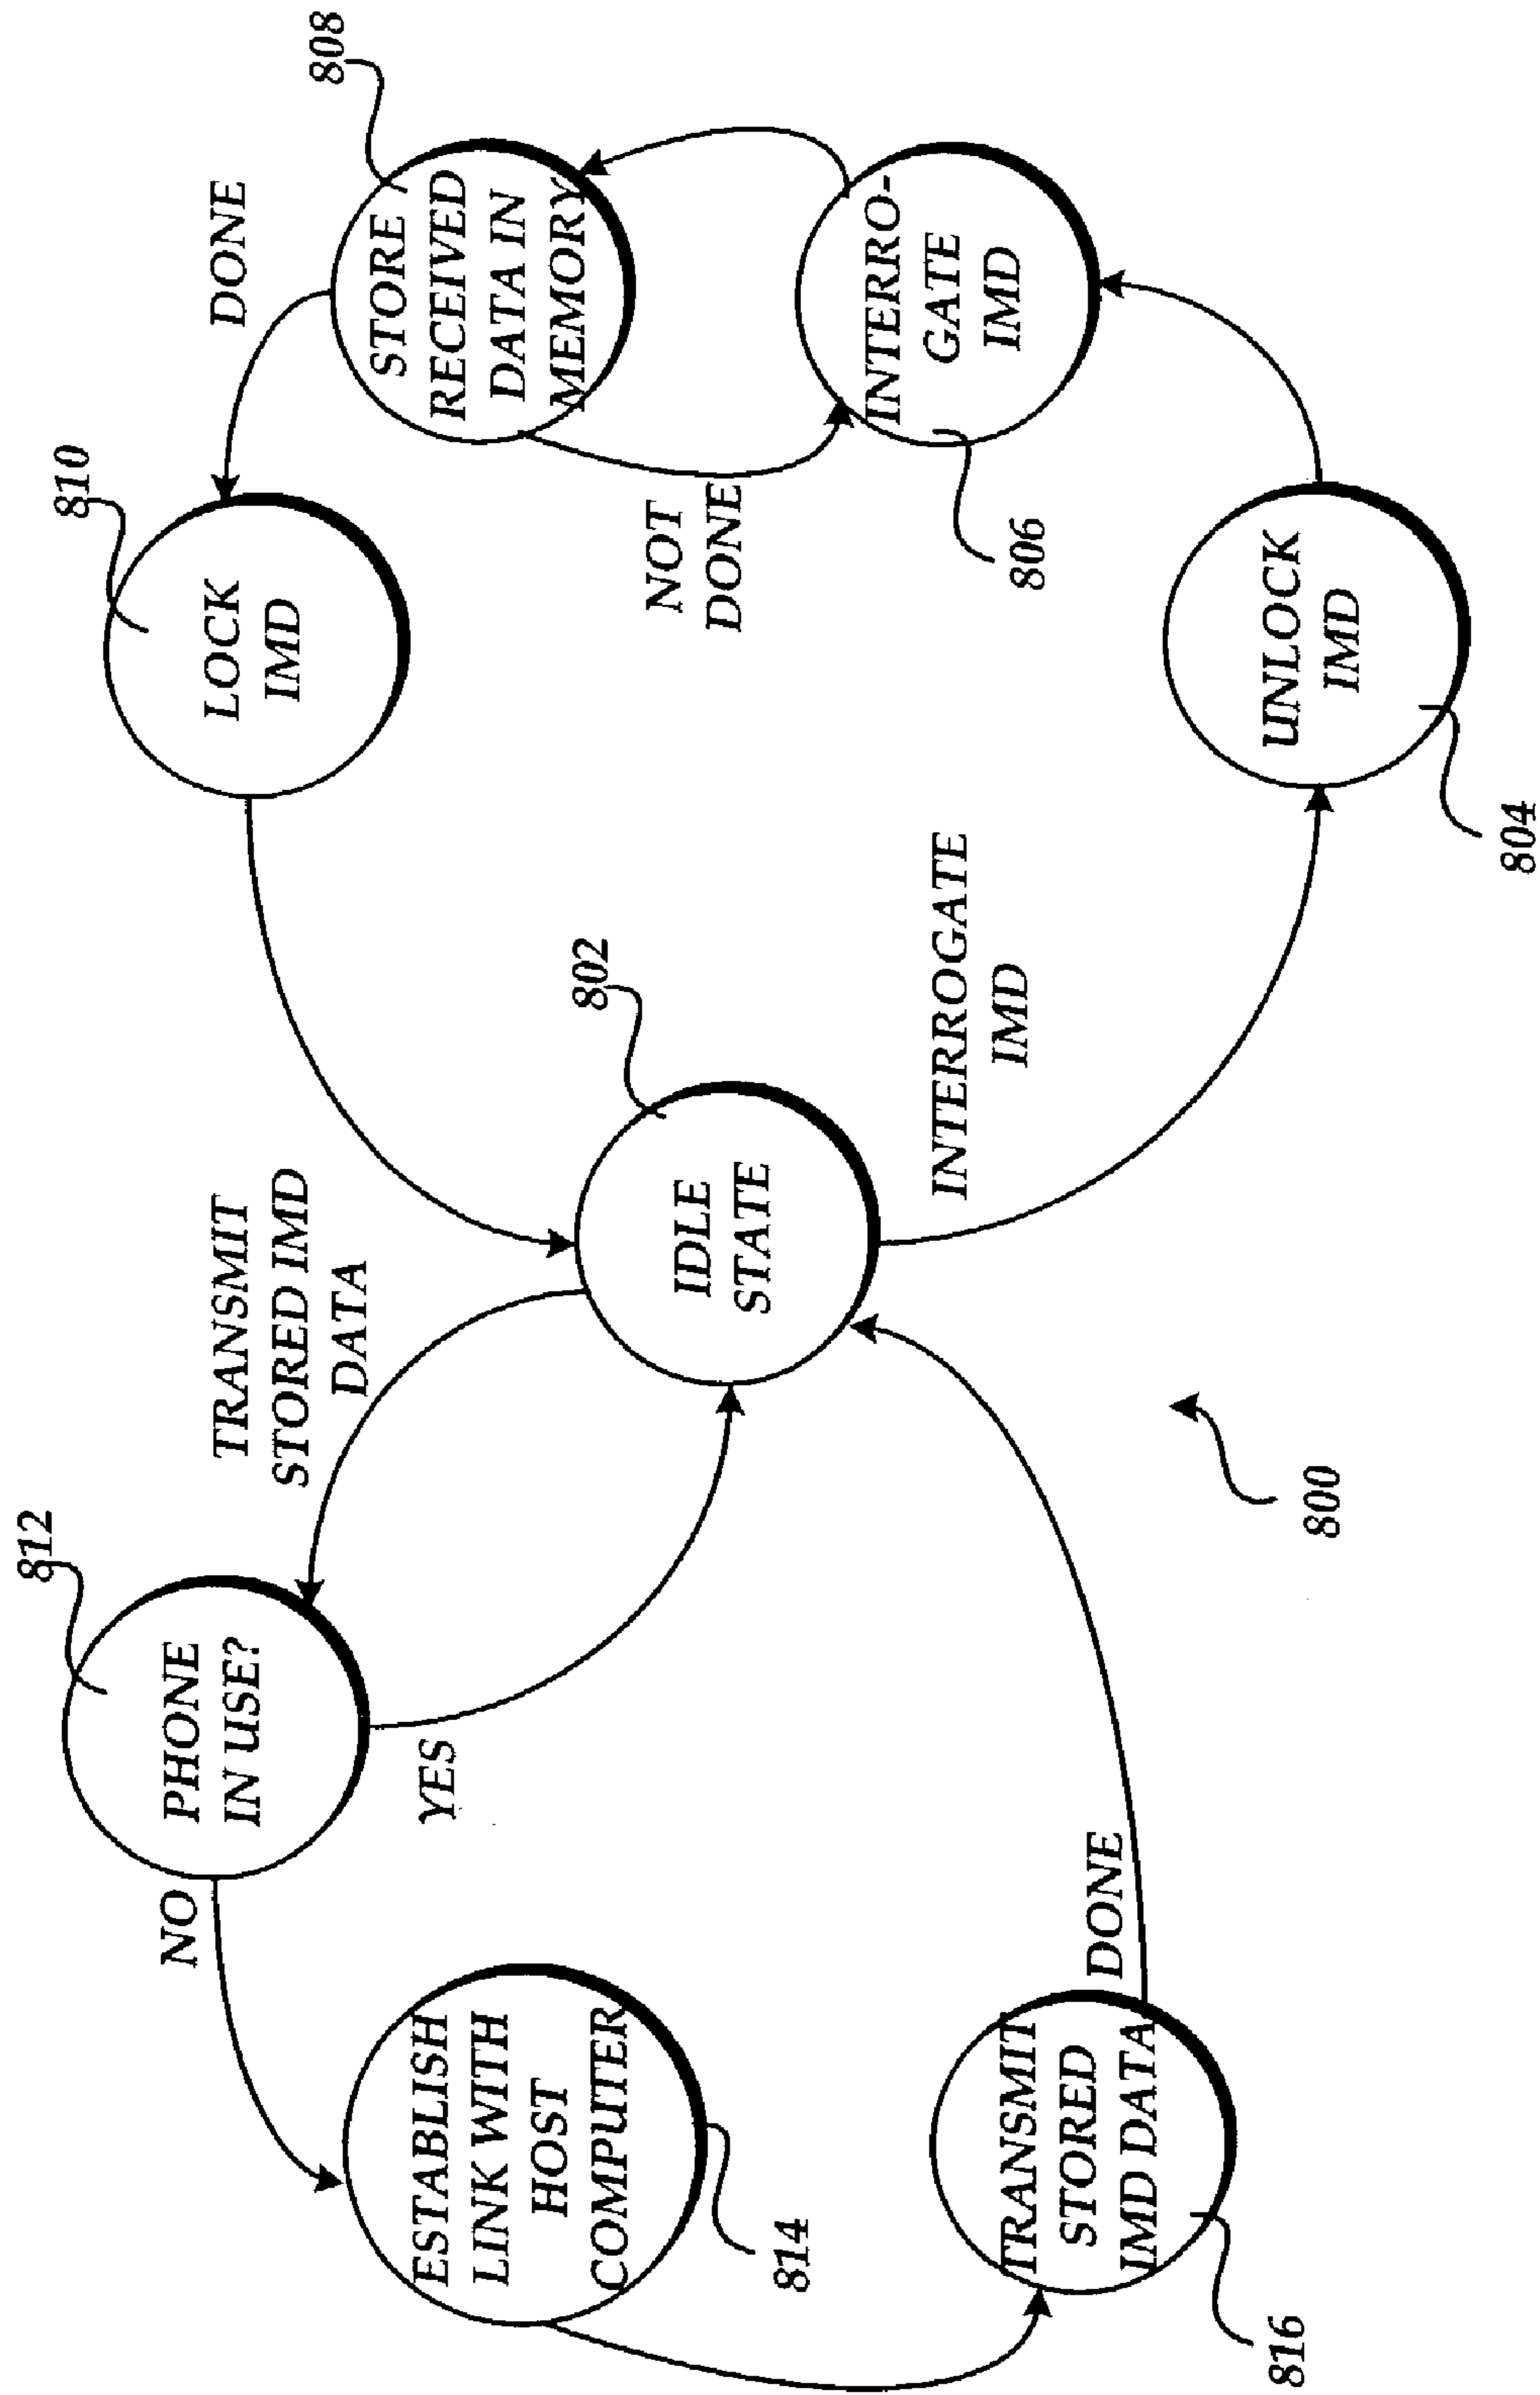 812
NO
PHONE
IN USE?
YES
TRANSMIT
STORED IMD
DATA
810
LOCK
IMD
DONE
808
STORE
RECEIVED
DATA IN
MEMORY
NOT
DONE
ESTABLISH
LINK WITH
HOST
COMPUTER
814
802
IDLE
STATE
INTERROGATE
IMD
INTERRO-
GATE
IMD
806
TRANSMIT
STORED
IMD DATA
816
DONE
800
UNLOCK
IMD
804